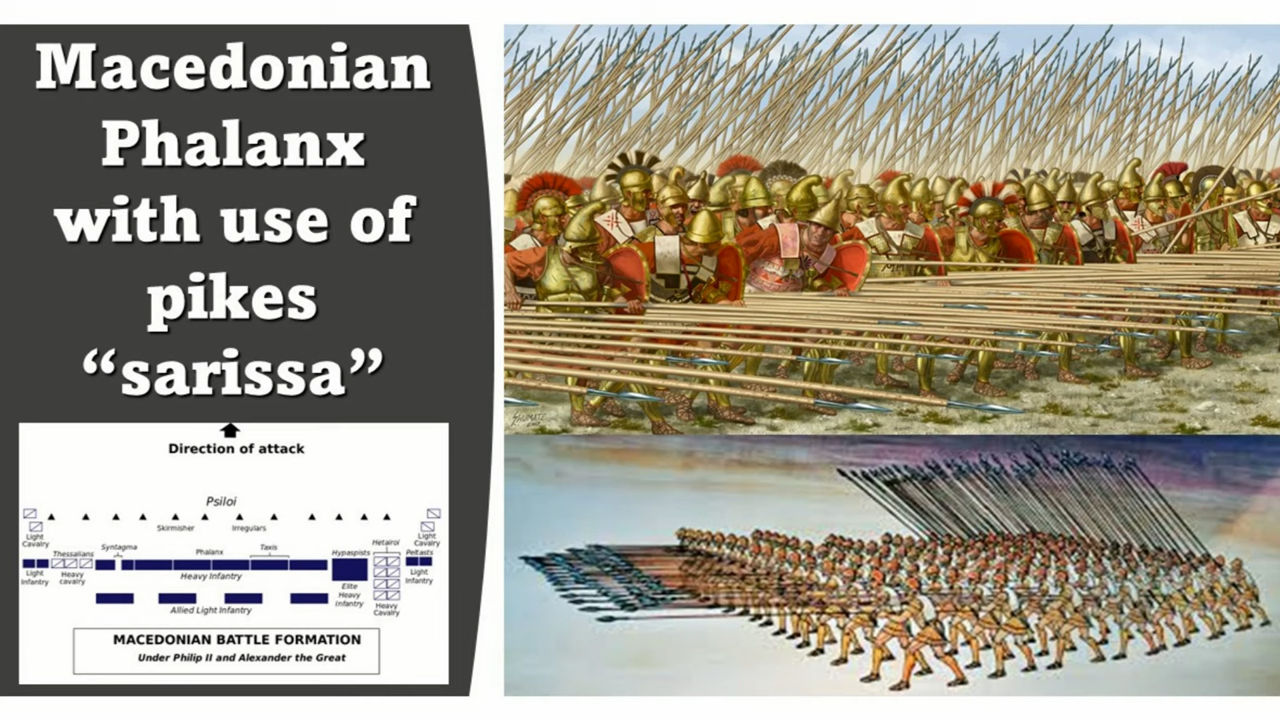 Macedonian
Phalanx
with use of
pikes
“sarissa”
Direction of attack
Psiloi
Skirmisher Irregulars
Light
Cavalry
Thessalians
Heavy
cavalry
Syntagma
Phalanx
Taxis
Hypaspists
Hetairoi
Light
Cavalry
Peltasts
Light
Infantry
Heavy Infantry
Elite
Heavy
Infantry
Heavy
Cavalry
Light
Infantry
Allied Light Infantry
MACEDONIAN BATTLE FORMATION
Under Philip II and Alexander the Great